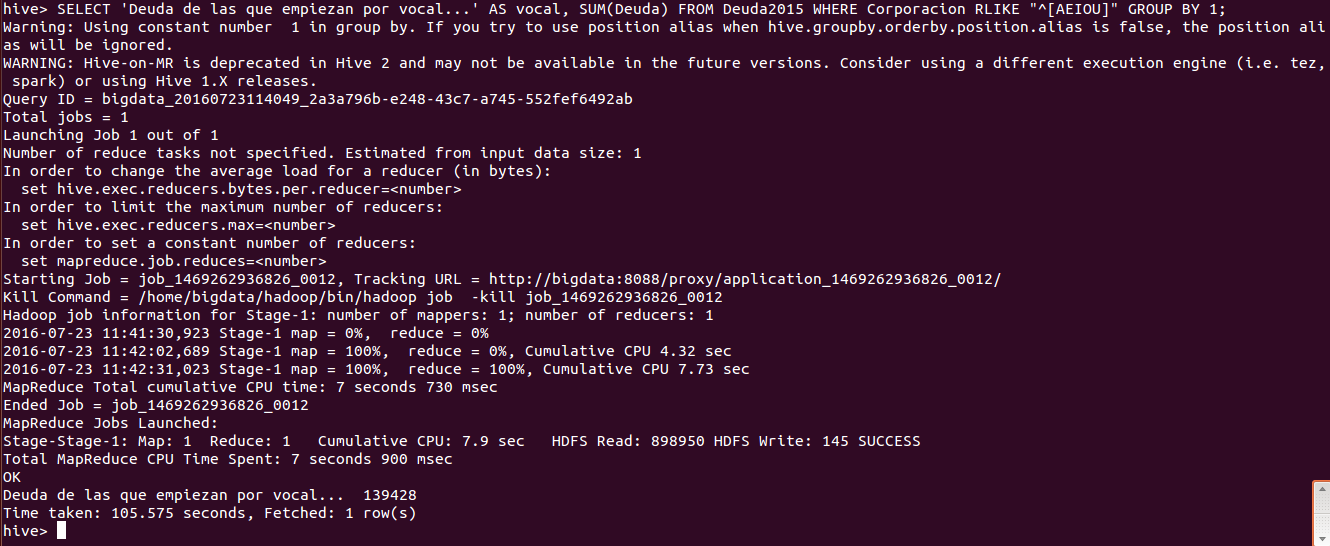 hive> SELECT 'Deuda de las que empiezan por vocal...' AS vocal, SUM(Deuda) FROM Deuda2015 WHERE Corporacion RLIKE "^[AEIOU]" GROUP BY 1;
Warning: Using constant number  1 in group by. If you try to use position alias when hive.groupby.orderby.position.alias is false, the position ali
as will be ignored.
WARNING: Hive-on-MR is deprecated in Hive 2 and may not be available in the future versions. Consider using a different execution engine (i.e. tez,
 spark) or using Hive 1.X releases.
Query ID = bigdata_20160723114049_2a3a796b-e248-43c7-a745-552fef6492ab
Total jobs = 1
Launching Job 1 out of 1
Number of reduce tasks not specified. Estimated from input data size: 1
In order to change the average load for a reducer (in bytes):
  set hive.exec.reducers.bytes.per.reducer=<number>
In order to limit the maximum number of reducers:
  set hive.exec.reducers.max=<number>
In order to set a constant number of reducers:
  set mapreduce.job.reduces=<number>
Starting Job = job_1469262936826_0012, Tracking URL = http://bigdata:8088/proxy/application_1469262936826_0012/
Kill Command = /home/bigdata/hadoop/bin/hadoop job  -kill job_1469262936826_0012
Hadoop job information for Stage-1: number of mappers: 1; number of reducers: 1
2016-07-23 11:41:30,923 Stage-1 map = 0%,  reduce = 0%
2016-07-23 11:42:02,689 Stage-1 map = 100%,  reduce = 0%, Cumulative CPU 4.32 sec
2016-07-23 11:42:31,023 Stage-1 map = 100%,  reduce = 100%, Cumulative CPU 7.73 sec
MapReduce Total cumulative CPU time: 7 seconds 730 msec
Ended Job = job_1469262936826_0012
MapReduce Jobs Launched:
Stage-Stage-1: Map: 1  Reduce: 1   Cumulative CPU: 7.9 sec   HDFS Read: 898950 HDFS Write: 145 SUCCESS
Total MapReduce CPU Time Spent: 7 seconds 900 msec
OK
Deuda de las que empiezan por vocal...  139428
Time taken: 105.575 seconds, Fetched: 1 row(s)
hive>